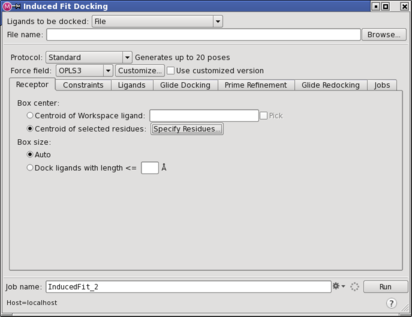 Induced Fit Docking
Ligands to be docked: File
File name: Browse...
Protocol: Standard Generates up to 20 poses
Force field: OPLS3 Customize... Use customized version
Receptor Constraints Ligands Glide Docking Prime Refinement Glide Redocking Jobs
Box center:
Centroid of Workspace ligand: Pick
Centroid of selected residues: Specify Residues...
Box size:
Auto
Dock ligands with length <= Å
Job name: InducedFit_2 Run
Host=localhost ?